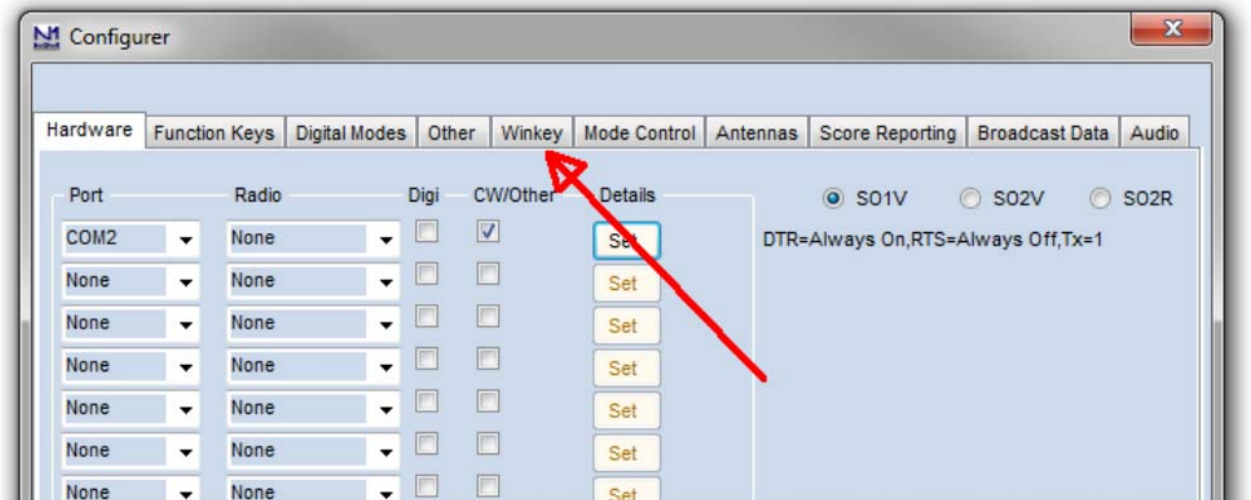 Configurer
Hardware Function Keys Digital Modes Other Winkey Mode Control Antennas Score Reporting Broadcast Data Audio
Port Radio Digi CW/Other Details SO1V SO2V SO2R
COM2 None Set DTR=Always On,RTS=Always Off,Tx=1
None None Set
None None Set
None None Set
None None Set
None None Set
None None Set